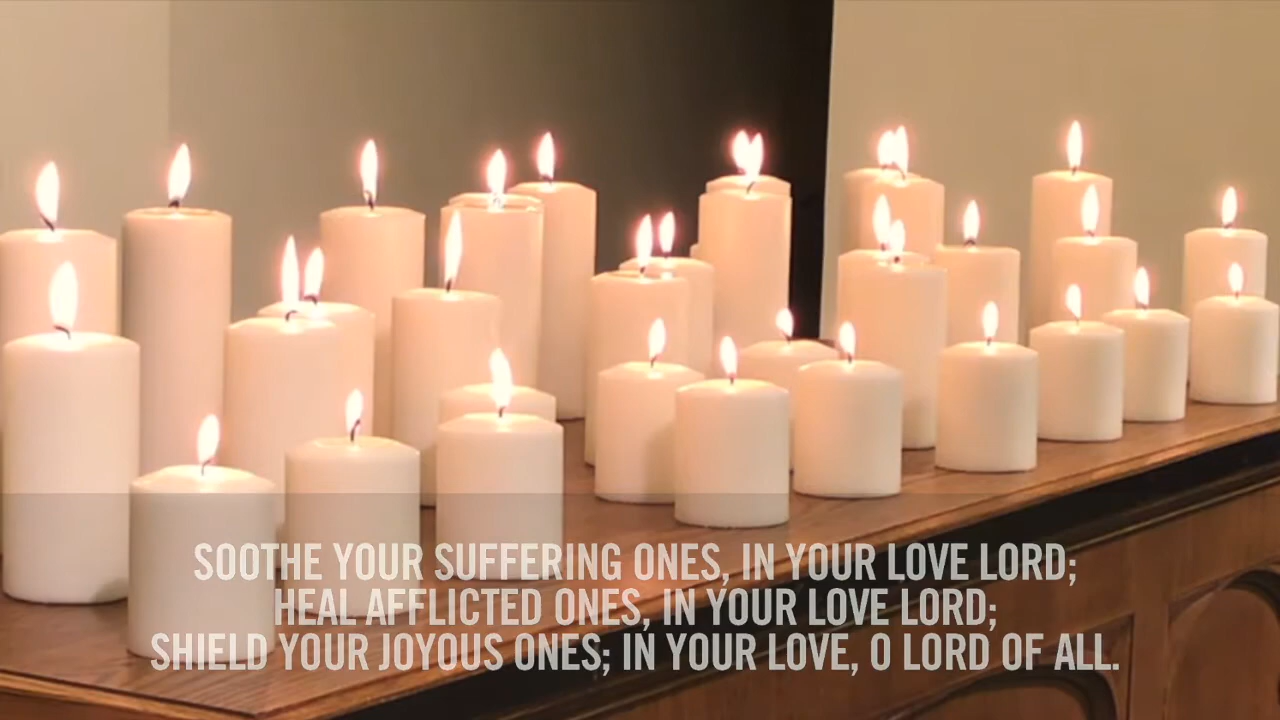 SOOTHE YOUR SUFFERING ONES, IN YOUR LOVE LORD;
HEAL AFFLICTED ONES, IN YOUR LOVE LORD;
SHIELD YOUR JOYOUS ONES; IN YOUR LOVE, O LORD OF ALL.